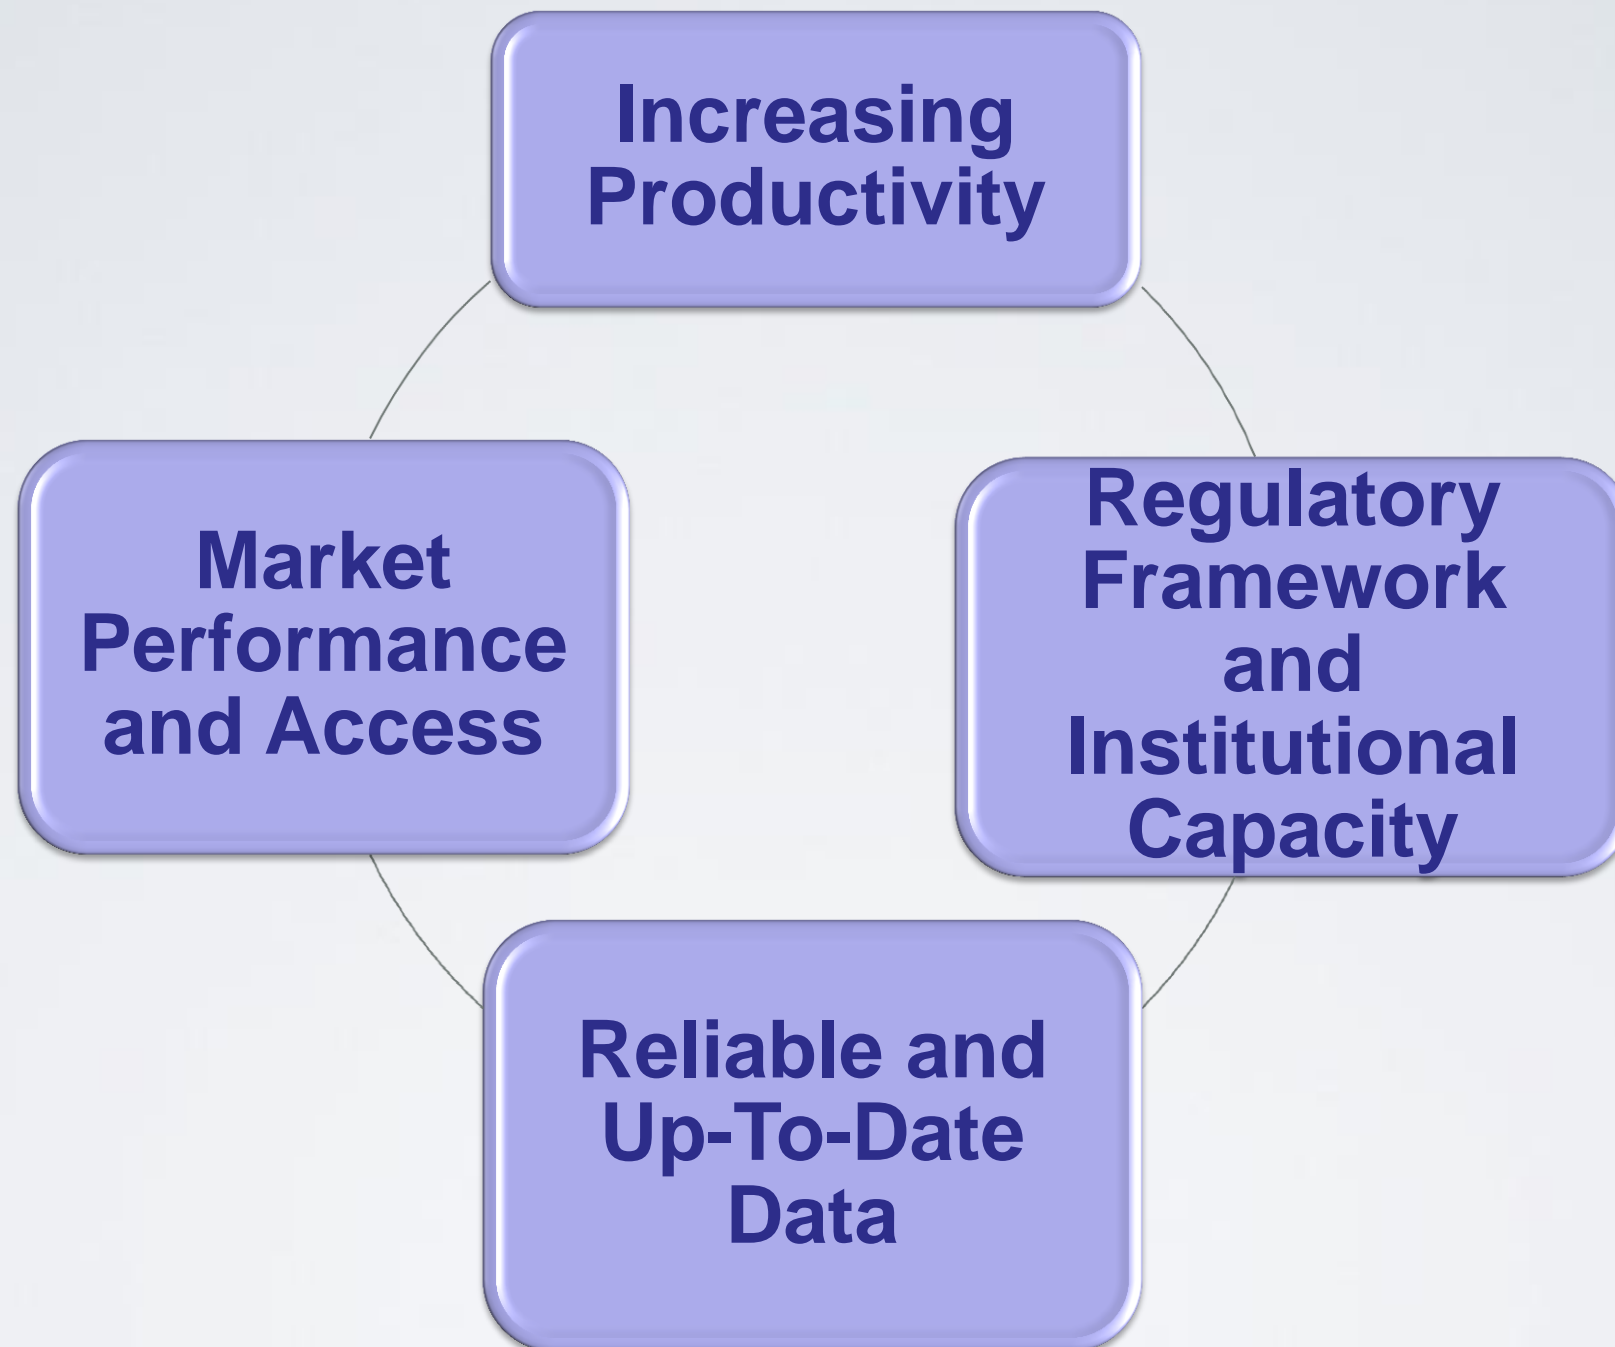 Increasing
Productivity
Market
Performance
and Access
Regulatory
Framework
and
Institutional
Capacity
Reliable and
Up-To-Date
Data